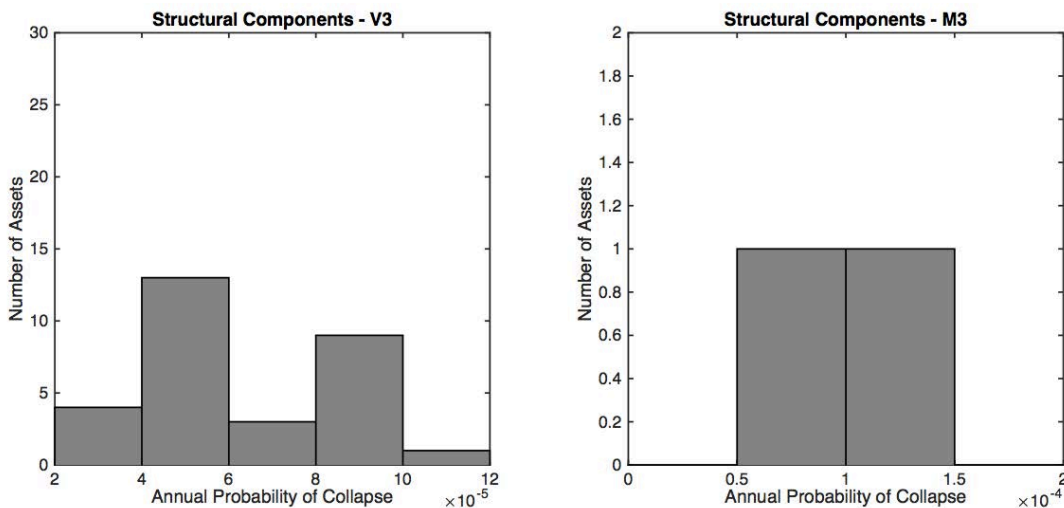 Structural Components - V3
30
25
20
15
10
5
0
Number of Assets
2 4 6 8 10 12
Annual Probability of Collapse ×10-5
Structural Components - M3
2
1.8
1.6
1.4
1.2
1
0.8
0.6
0.4
0.2
0
Number of Assets
0 0.5 1 1.5 2
Annual Probability of Collapse ×10-4